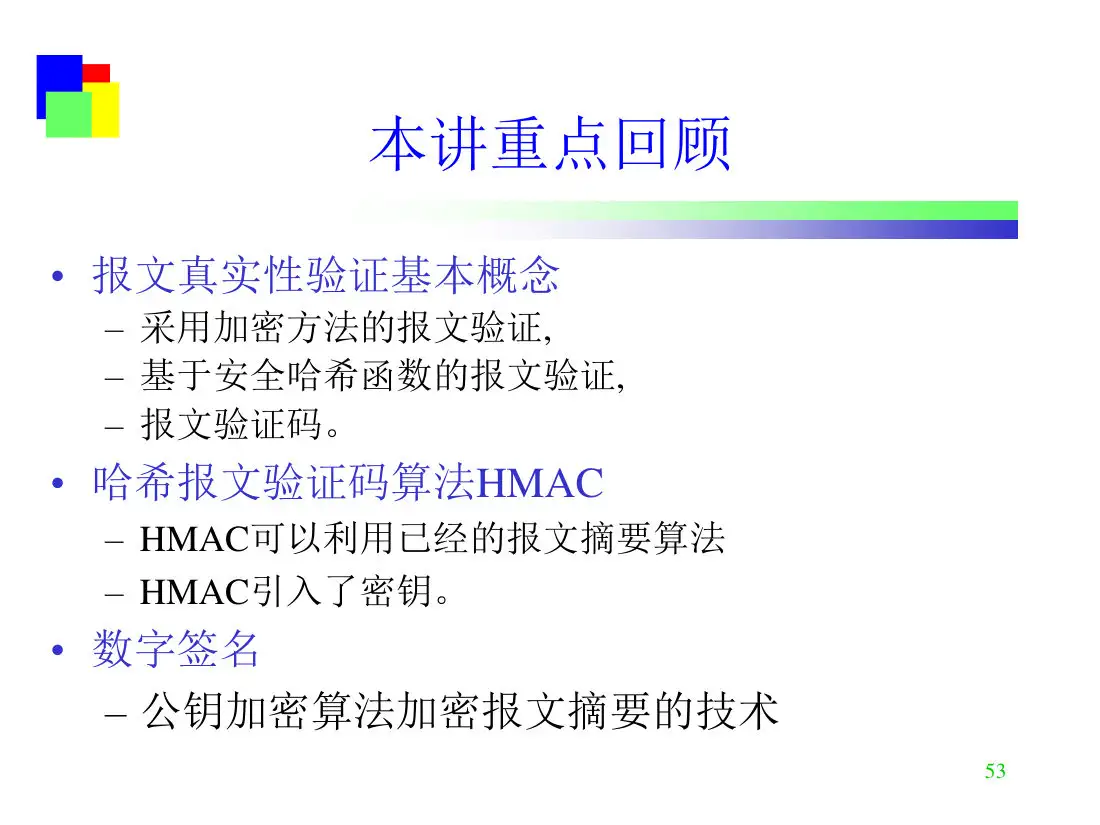 本讲重点回顾
• 报文真实性验证基本概念
– 采用加密方法的报文验证,
– 基于安全哈希函数的报文验证,
– 报文验证码。
• 哈希报文验证码算法HMAC
– HMAC可以利用已经的报文摘要算法
– HMAC引入了密钥。
• 数字签名
– 公钥加密算法加密报文摘要的技术
53